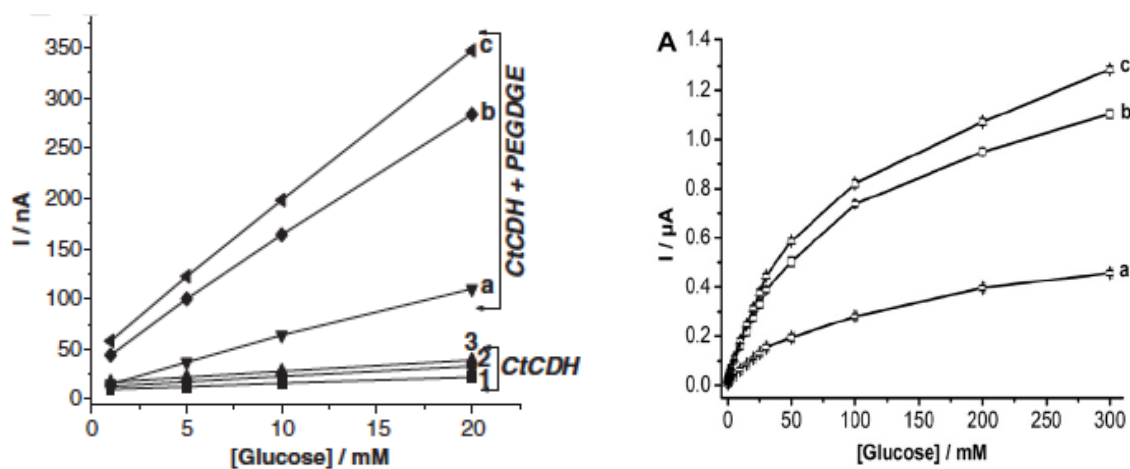 350
300
250
200
150
100
50
0
I / nA
0
5
10
15
20
[Glucose] / mM
c
b
a
3
2
1
CtCDH + PEGDGE
CtCDH
A
1.4
1.2
1.0
0.8
0.6
0.4
0.2
0.0
I / µA
0
50
100
150
200
250
300
[Glucose] / mM
c
b
a